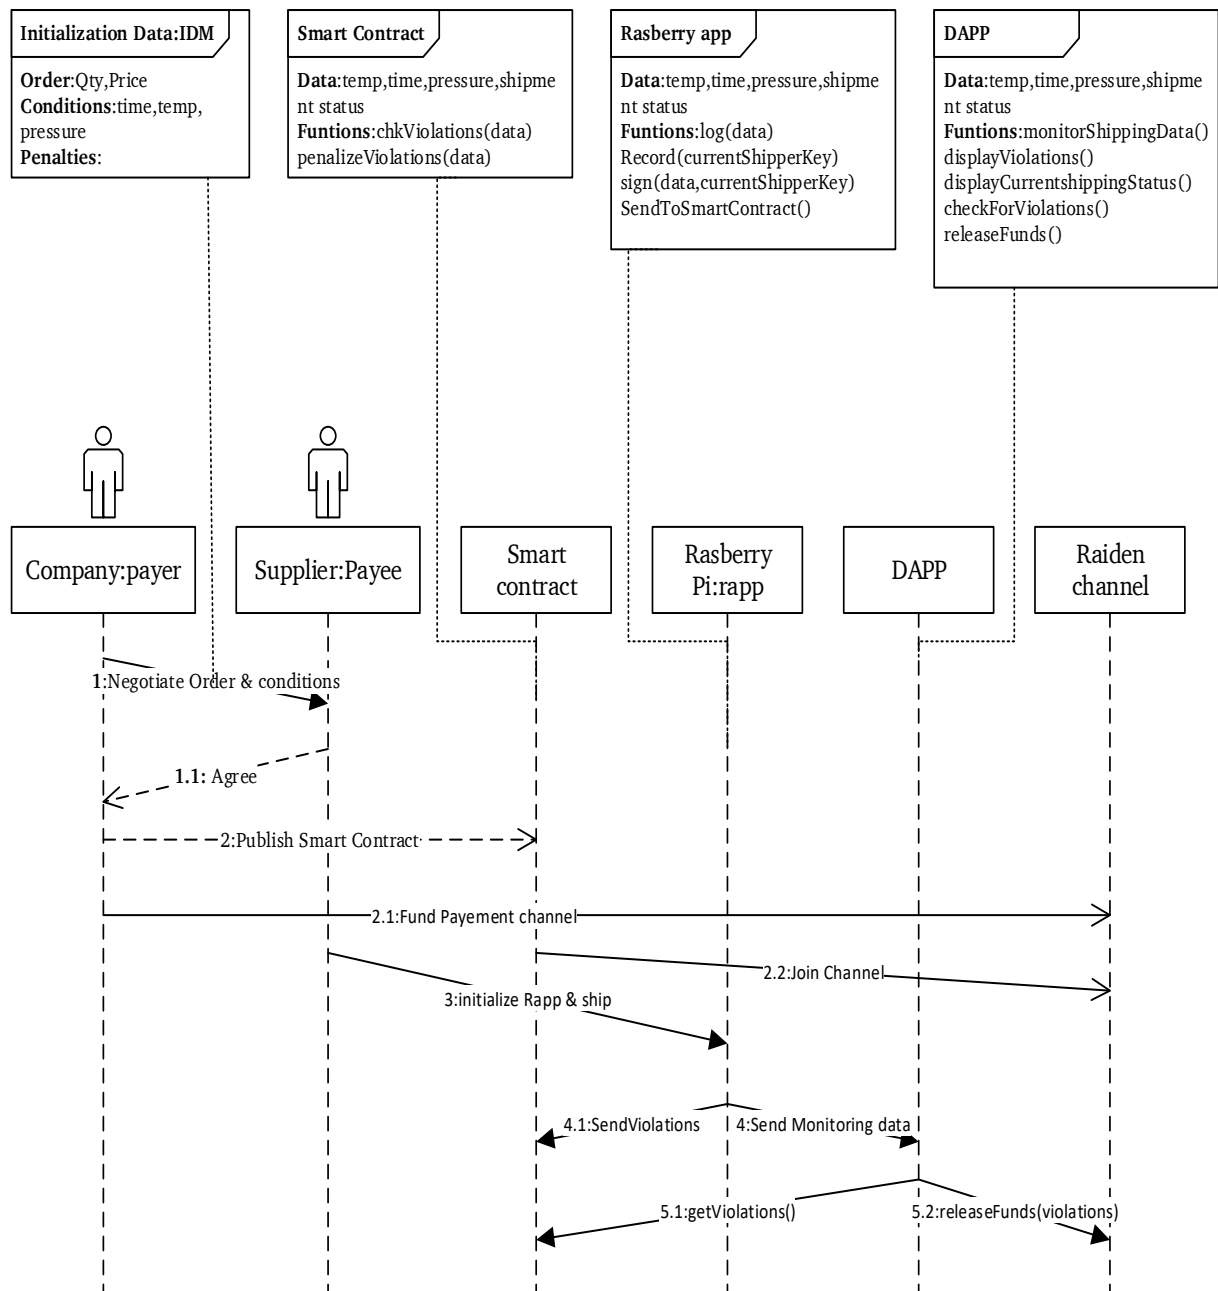 Initialization Data:IDM
Order:Qty,Price
Conditions:time,temp,
pressure
Penalties:
Smart Contract
Data:temp,time,pressure,shipme
nt status
Funtions:chkViolations(data)
penalizeViolations(data)
Rasberry app
Data:temp,time,pressure,shipme
nt status
Funtions:log(data)
Record(currentShipperKey)
sign(data,currentShipperKey)
SendToSmartContract()
DAPP
Data:temp,time,pressure,shipme
nt status
Funtions:monitorShippingData()
displayViolations()
displayCurrentshippingStatus()
checkForViolations()
releaseFunds()
Company:payer
Supplier:Payee
Smart
contract
Rasberry
Pi:rapp
DAPP
Raiden
channel
1:Negotiate Order & conditions
1.1: Agree
2:Publish Smart Contract
2.1:Fund Payement channel
2.2:Join Channel
3:initialize Rapp & ship
4.1:SendViolations
4:Send Monitoring data
5.1:getViolations()
5.2:releaseFunds(violations)